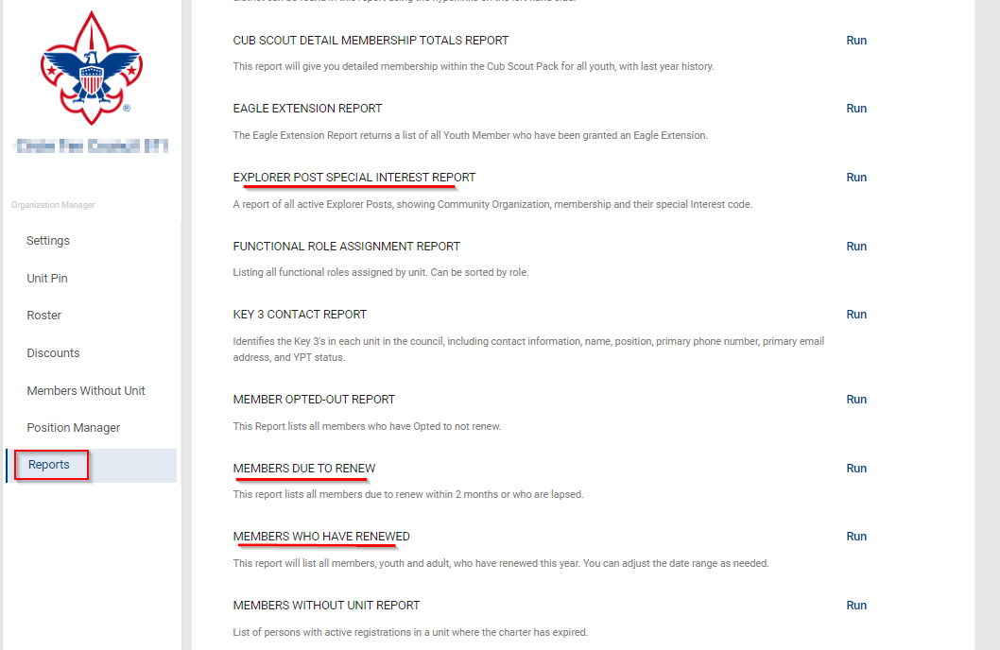 CUB SCOUT DETAIL MEMBERSHIP TOTALS REPORT Run
This report will give you detailed membership within the Cub Scout Pack for all youth, with last year history.
EAGLE EXTENSION REPORT Run
The Eagle Extension Report returns a list of all Youth Member who have been granted an Eagle Extension.
EXPLORER POST SPECIAL INTEREST REPORT Run
A report of all active Explorer Posts, showing Community Organization, membership and their special Interest code.
FUNCTIONAL ROLE ASSIGNMENT REPORT Run
Listing all functional roles assigned by unit. Can be sorted by role.
KEY 3 CONTACT REPORT Run
Identifies the Key 3's in each unit in the council, including contact information, name, position, primary phone number, primary email
address, and YPT status.
MEMBER OPTED-OUT REPORT Run
This Report lists all members who have Opted to not renew.
MEMBERS DUE TO RENEW Run
This report lists all members due to renew within 2 months or who are lapsed.
MEMBERS WHO HAVE RENEWED Run
This report will list all members, youth and adult, who have renewed this year. You can adjust the date range as needed.
MEMBERS WITHOUT UNIT REPORT Run
List of persons with active registrations in a unit where the charter has expired.
®
Organization Manager
Settings
Unit Pin
Roster
Discounts
Members Without Unit
Position Manager
Reports